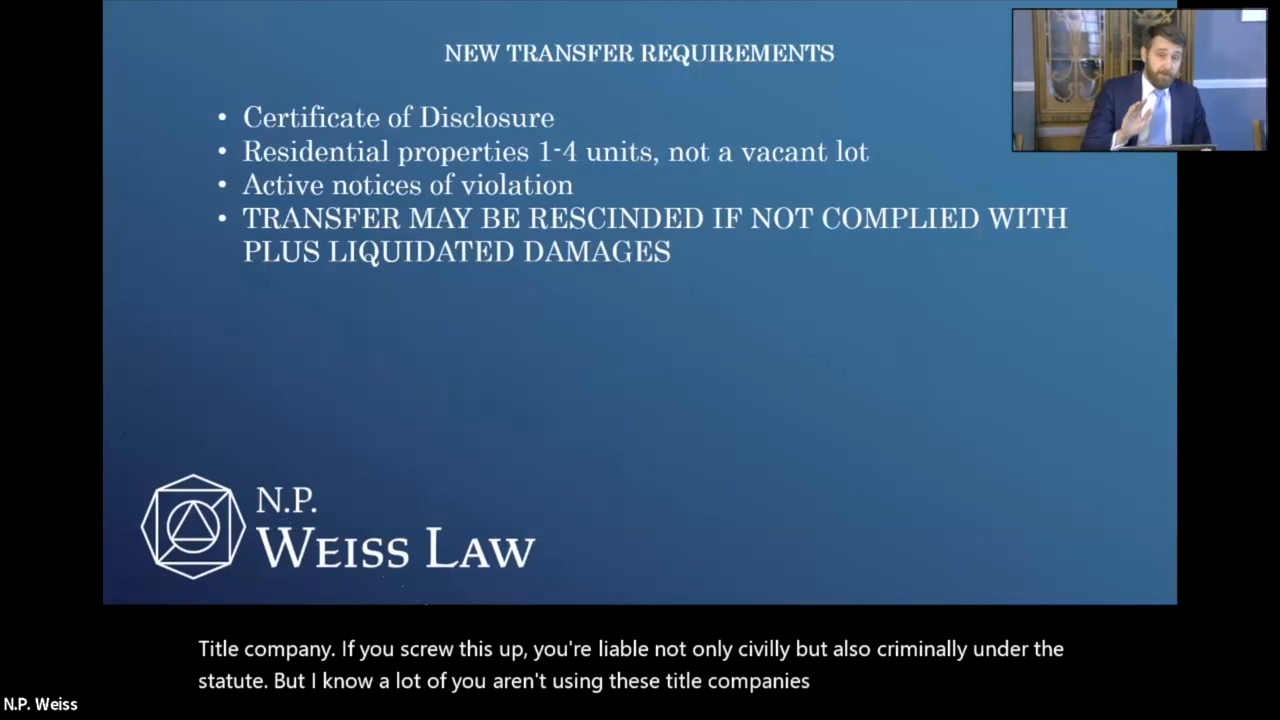 NEW TRANSFER REQUIREMENTS
• Certificate of Disclosure
• Residential properties 1-4 units, not a vacant lot
• Active notices of violation
• TRANSFER MAY BE RESCINDED IF NOT COMPLIED WITH
PLUS LIQUIDATED DAMAGES
N.P.
WEISS LAW
Title company. If you screw this up, you're liable not only civilly but also criminally under the
statute. But I know a lot of you aren't using these title companies
N.P. Weiss